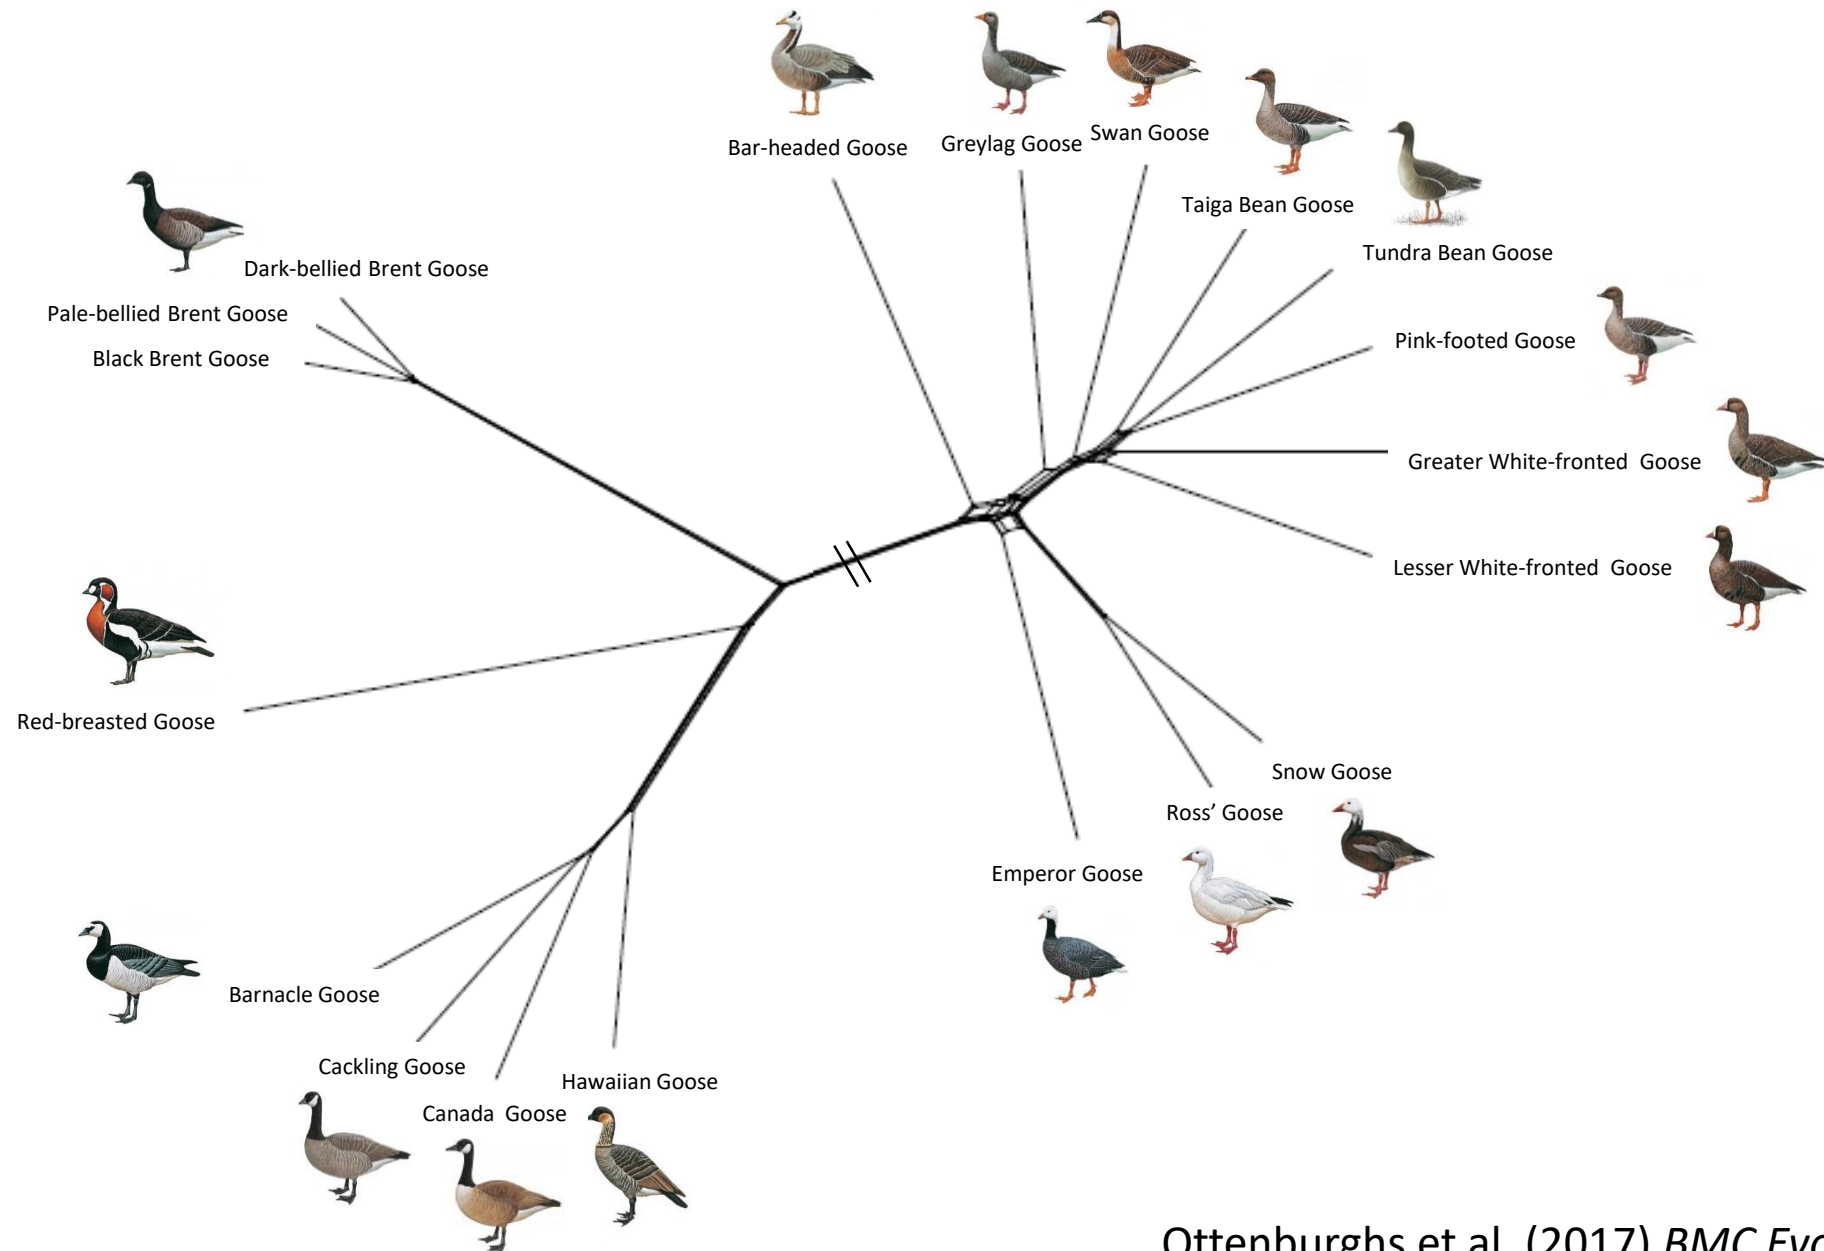 Bar-headed Goose
Greylag Goose
Swan Goose
Taiga Bean Goose
Tundra Bean Goose
Dark-bellied Brent Goose
Pale-bellied Brent Goose
Black Brent Goose
Pink-footed Goose
Greater White-fronted Goose
Lesser White-fronted Goose
Red-breasted Goose
Snow Goose
Ross’ Goose
Emperor Goose
Barnacle Goose
Cackling Goose
Hawaiian Goose
Canada Goose
Ottenburghs et al. (2017) BMC Evo